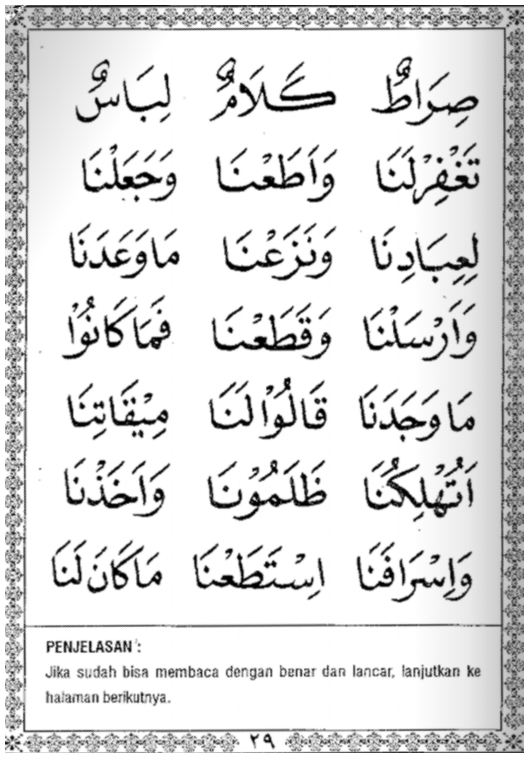 صِرَاطٌ كَلَامٌ لِبَاسٌ
تَغْفِرْلَنَا وَاَطَعْنَا وَجَعَلْنَا
لِعِبَادِنَا وَنَزَعْنَا مَاوَعَدَنَا
وَاَرْسَلْنَا وَقَطَعْنَا فَمَاكَانُوْا
مَاوَجَدَنَا قَالُوْالَنَا مِيْقَاتِنَا
اَتُهْلِكُنَا ظَلَمُوْنَا وَاَخَذْنَا
وَاِسْرَافَنَا اِسْتَطَعْنَا مَاكَانَ لَنَا
PENJELASAN :
Jika sudah bisa membaca dengan benar dan lancar, lanjutkan ke
halaman berikutnya.
٢٩